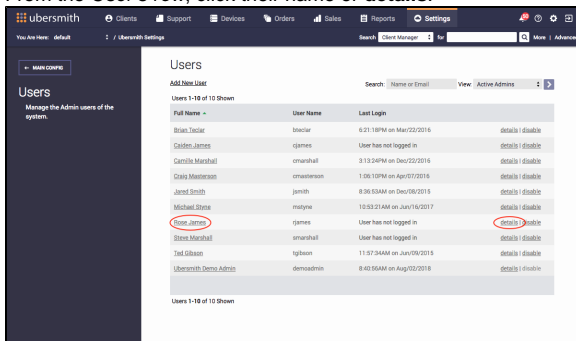 From the User's row, click their name or details.
ubersmith Clients Support Devices Orders Sales Reports Settings
You Are Here: default / Ubersmith Settings Search Client Manager for More | Advanced
← MAIN CONFIG
Users
Manage the Admin users of the
system.
Users
Add New User Search: Name or Email View: Active Admins
Users 1-10 of 10 Shown
Full Name User Name Last Login
Brian Teclar bteclar 6:21:18PM on Mar/22/2016 details | disable
Caiden James cjames User has not logged in details | disable
Camille Marshall cmarshall 3:13:24PM on Dec/22/2016 details | disable
Craig Masterson cmasterson 1:06:10PM on Apr/07/2016 details | disable
Jared Smith jsmith 8:36:53AM on Dec/08/2015 details | disable
Michael Styne mstyne 10:53:21AM on Jun/16/2017 details | disable
Rose James rjames User has not logged in details | disable
Steve Marshall smarshall User has not logged in details | disable
Ted Gibson tgibson 11:57:34AM on Jun/09/2015 details | disable
Ubersmith Demo Admin demoadmin 8:40:56AM on Aug/02/2018 details | disable
Users 1-10 of 10 Shown